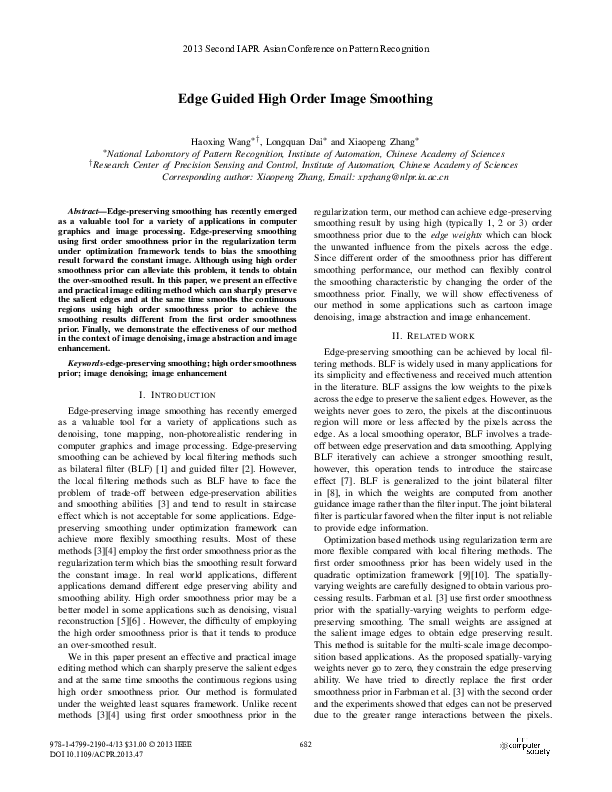 2013 Second IAPR Asian Conference on Pattern Recognition
Edge Guided High Order Image Smoothing
Haoxing Wang*†, Longquan Dai* and Xiaopeng Zhang*
*National Laboratory of Pattern Recognition, Institute of Automation, Chinese Academy of Sciences
†Research Center of Precision Sensing and Control, Institute of Automation, Chinese Academy of Sciences
Corresponding author: Xiaopeng Zhang, Email: xpzhang@nlpr.ia.ac.cn
Abstract—Edge-preserving smoothing has recently emerged
as a valuable tool for a variety of applications in computer
graphics and image processing. Edge-preserving smoothing
using first order smoothness prior in the regularization term
under optimization framework tends to bias the smoothing
result forward the constant image. Although using high order
smoothness prior can alleviate this problem, it tends to obtain
the over-smoothed result. In this paper, we present an effective
and practical image editing method which can sharply preserve
the salient edges and at the same time smooths the continuous
regions using high order smoothness prior to achieve the
smoothing results different from the first order smoothness
prior. Finally, we demonstrate the effectiveness of our method
in the context of image denoising, image abstraction and image
enhancement.
Keywords-edge-preserving smoothing; high order smoothness
prior; image denoising; image enhancement
I. INTRODUCTION
Edge-preserving image smoothing has recently emerged
as a valuable tool for a variety of applications such as
denoising, tone mapping, non-photorealistic rendering in
computer graphics and image processing. Edge-preserving
smoothing can be achieved by local filtering methods such
as bilateral filter (BLF) [1] and guided filter [2]. However,
the local filtering methods such as BLF have to face the
problem of trade-off between edge-preservation abilities
and smoothing abilities [3] and tend to result in staircase
effect which is not acceptable for some applications. Edge-
preserving smoothing under optimization framework can
achieve more flexibly smoothing results. Most of these
methods [3][4] employ the first order smoothness prior as the
regularization term which bias the smoothing result forward
the constant image. In real world applications, different
applications demand different edge preserving ability and
smoothing ability. High order smoothness prior may be a
better model in some applications such as denoising, visual
reconstruction [5][6] . However, the difficulty of employing
the high order smoothness prior is that it tends to produce
an over-smoothed result.
We in this paper present an effective and practical image
editing method which can sharply preserve the salient edges
and at the same time smooths the continuous regions using
high order smoothness prior. Our method is formulated
under the weighted least squares framework. Unlike recent
methods [3][4] using first order smoothness prior in the
regularization term, our method can achieve edge-preserving
smoothing result by using high (typically 1, 2 or 3) order
smoothness prior due to the edge weights which can block
the unwanted influence from the pixels across the edge.
Since different order of the smoothness prior has different
smoothing performance, our method can flexibly control
the smoothing characteristic by changing the order of the
smoothness prior. Finally, we will show effectiveness of
our method in some applications such as cartoon image
denoising, image abstraction and image enhancement.
II. RELATED WORK
Edge-preserving smoothing can be achieved by local fil-
tering methods. BLF is widely used in many applications for
its simplicity and effectiveness and received much attention
in the literature. BLF assigns the low weights to the pixels
across the edge to preserve the salient edges. However, as the
weights never goes to zero, the pixels at the discontinuous
region will more or less affected by the pixels across the
edge. As a local smoothing operator, BLF involves a trade-
off between edge preservation and data smoothing. Applying
BLF iteratively can achieve a stronger smoothing result,
however, this operation tends to introduce the staircase
effect [7]. BLF is generalized to the joint bilateral filter
in [8], in which the weights are computed from another
guidance image rather than the filter input. The joint bilateral
filter is particular favored when the filter input is not reliable
to provide edge information.
Optimization based methods using regularization term are
more flexible compared with local filtering methods. The
first order smoothness prior has been widely used in the
quadratic optimization framework [9][10]. The spatially-
varying weights are carefully designed to obtain various pro-
cessing results. Farbman et al. [3] use first order smoothness
prior with the spatially-varying weights to perform edge-
preserving smoothing. The small weights are assigned at
the salient image edges to obtain edge preserving result.
This method is suitable for the multi-scale image decompo-
sition based applications. As the proposed spatially-varying
weights never go to zero, they constrain the edge preserving
ability. We have tried to directly replace the first order
smoothness prior in Farbman et al. [3] with the second order
and the experiments showed that edges can not be preserved
due to the greater range interactions between the pixels.
978-1-4799-2190-4/13 $31.00 © 2013 IEEE
DOI 10.1109/ACPR.2013.47
682
computer
society